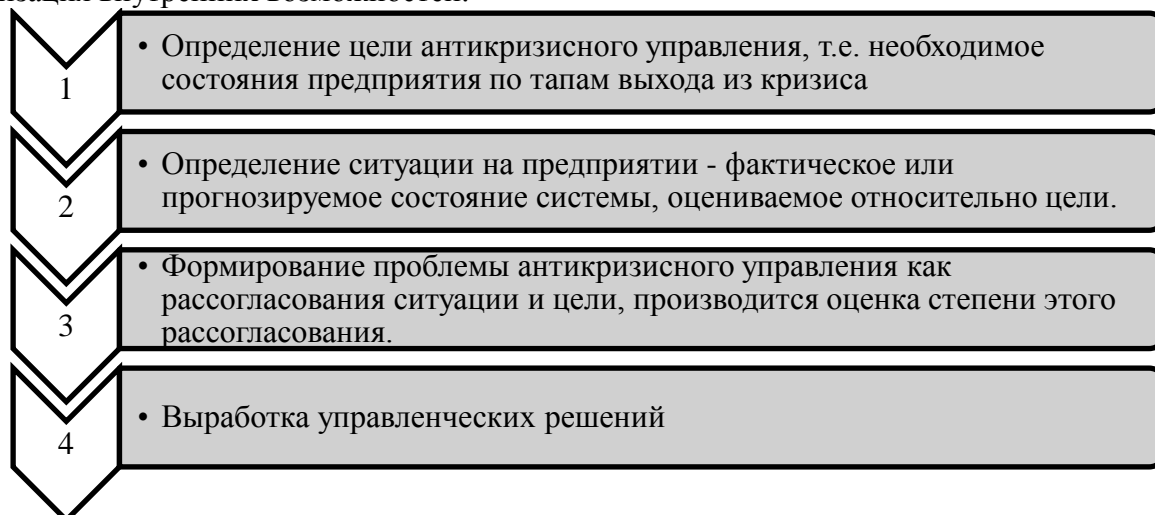 внутренних возможностей.
1
• Определение цели антикризисного управления, т.е. необходимое
состояния предприятия по тапам выхода из кризиса
2
• Определение ситуации на предприятии - фактическое или
прогнозируемое состояние системы, оцениваемое относительно цели.
3
• Формирование проблемы антикризисного управления как
рассогласования ситуации и цели, производится оценка степени этого
рассогласования.
4
• Выработка управленческих решений